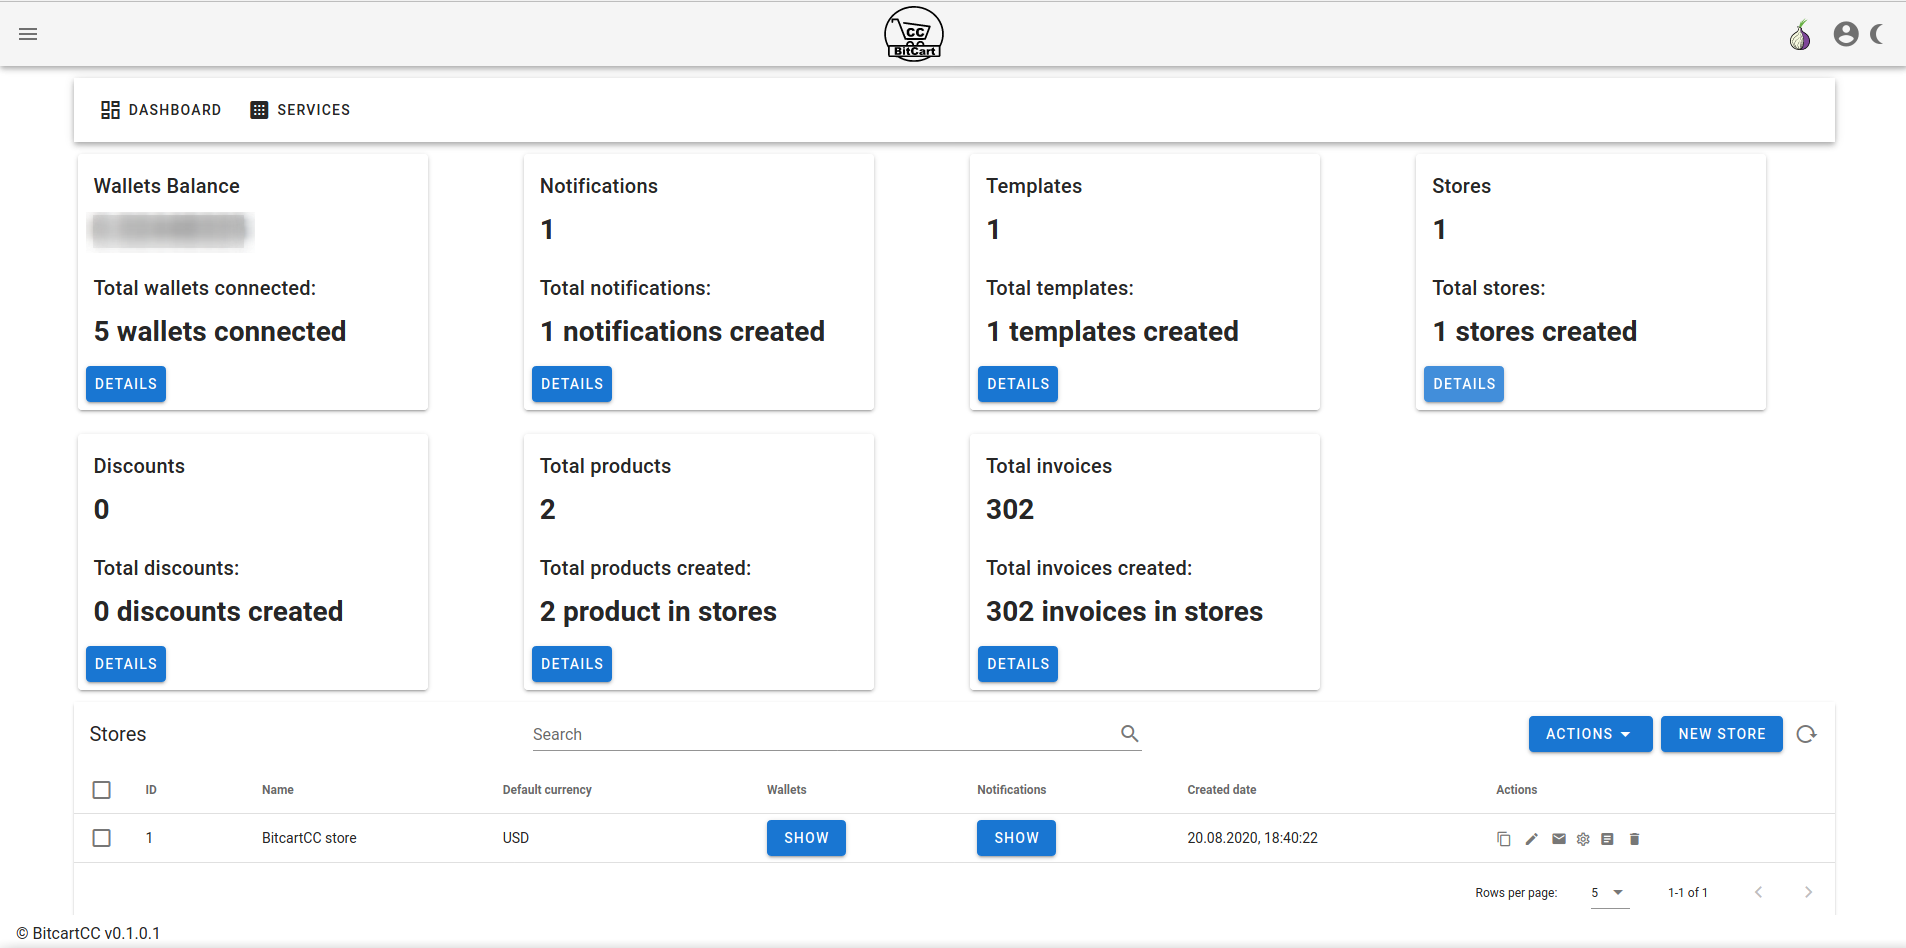 CC
BitCart
DASHBOARD SERVICES
Wallets Balance
Total wallets connected:
5 wallets connected
DETAILS
Notifications
1
Total notifications:
1 notifications created
DETAILS
Templates
1
Total templates:
1 templates created
DETAILS
Stores
1
Total stores:
1 stores created
DETAILS
Discounts
0
Total discounts:
0 discounts created
DETAILS
Total products
2
Total products created:
2 product in stores
DETAILS
Total invoices
302
Total invoices created:
302 invoices in stores
DETAILS
Stores Search ACTIONS NEW STORE
ID Name Default currency Wallets Notifications Created date Actions
1 BitcartCC store USD SHOW SHOW 20.08.2020, 18:40:22
Rows per page: 5 1-1 of 1
© BitcartCC v0.1.0.1